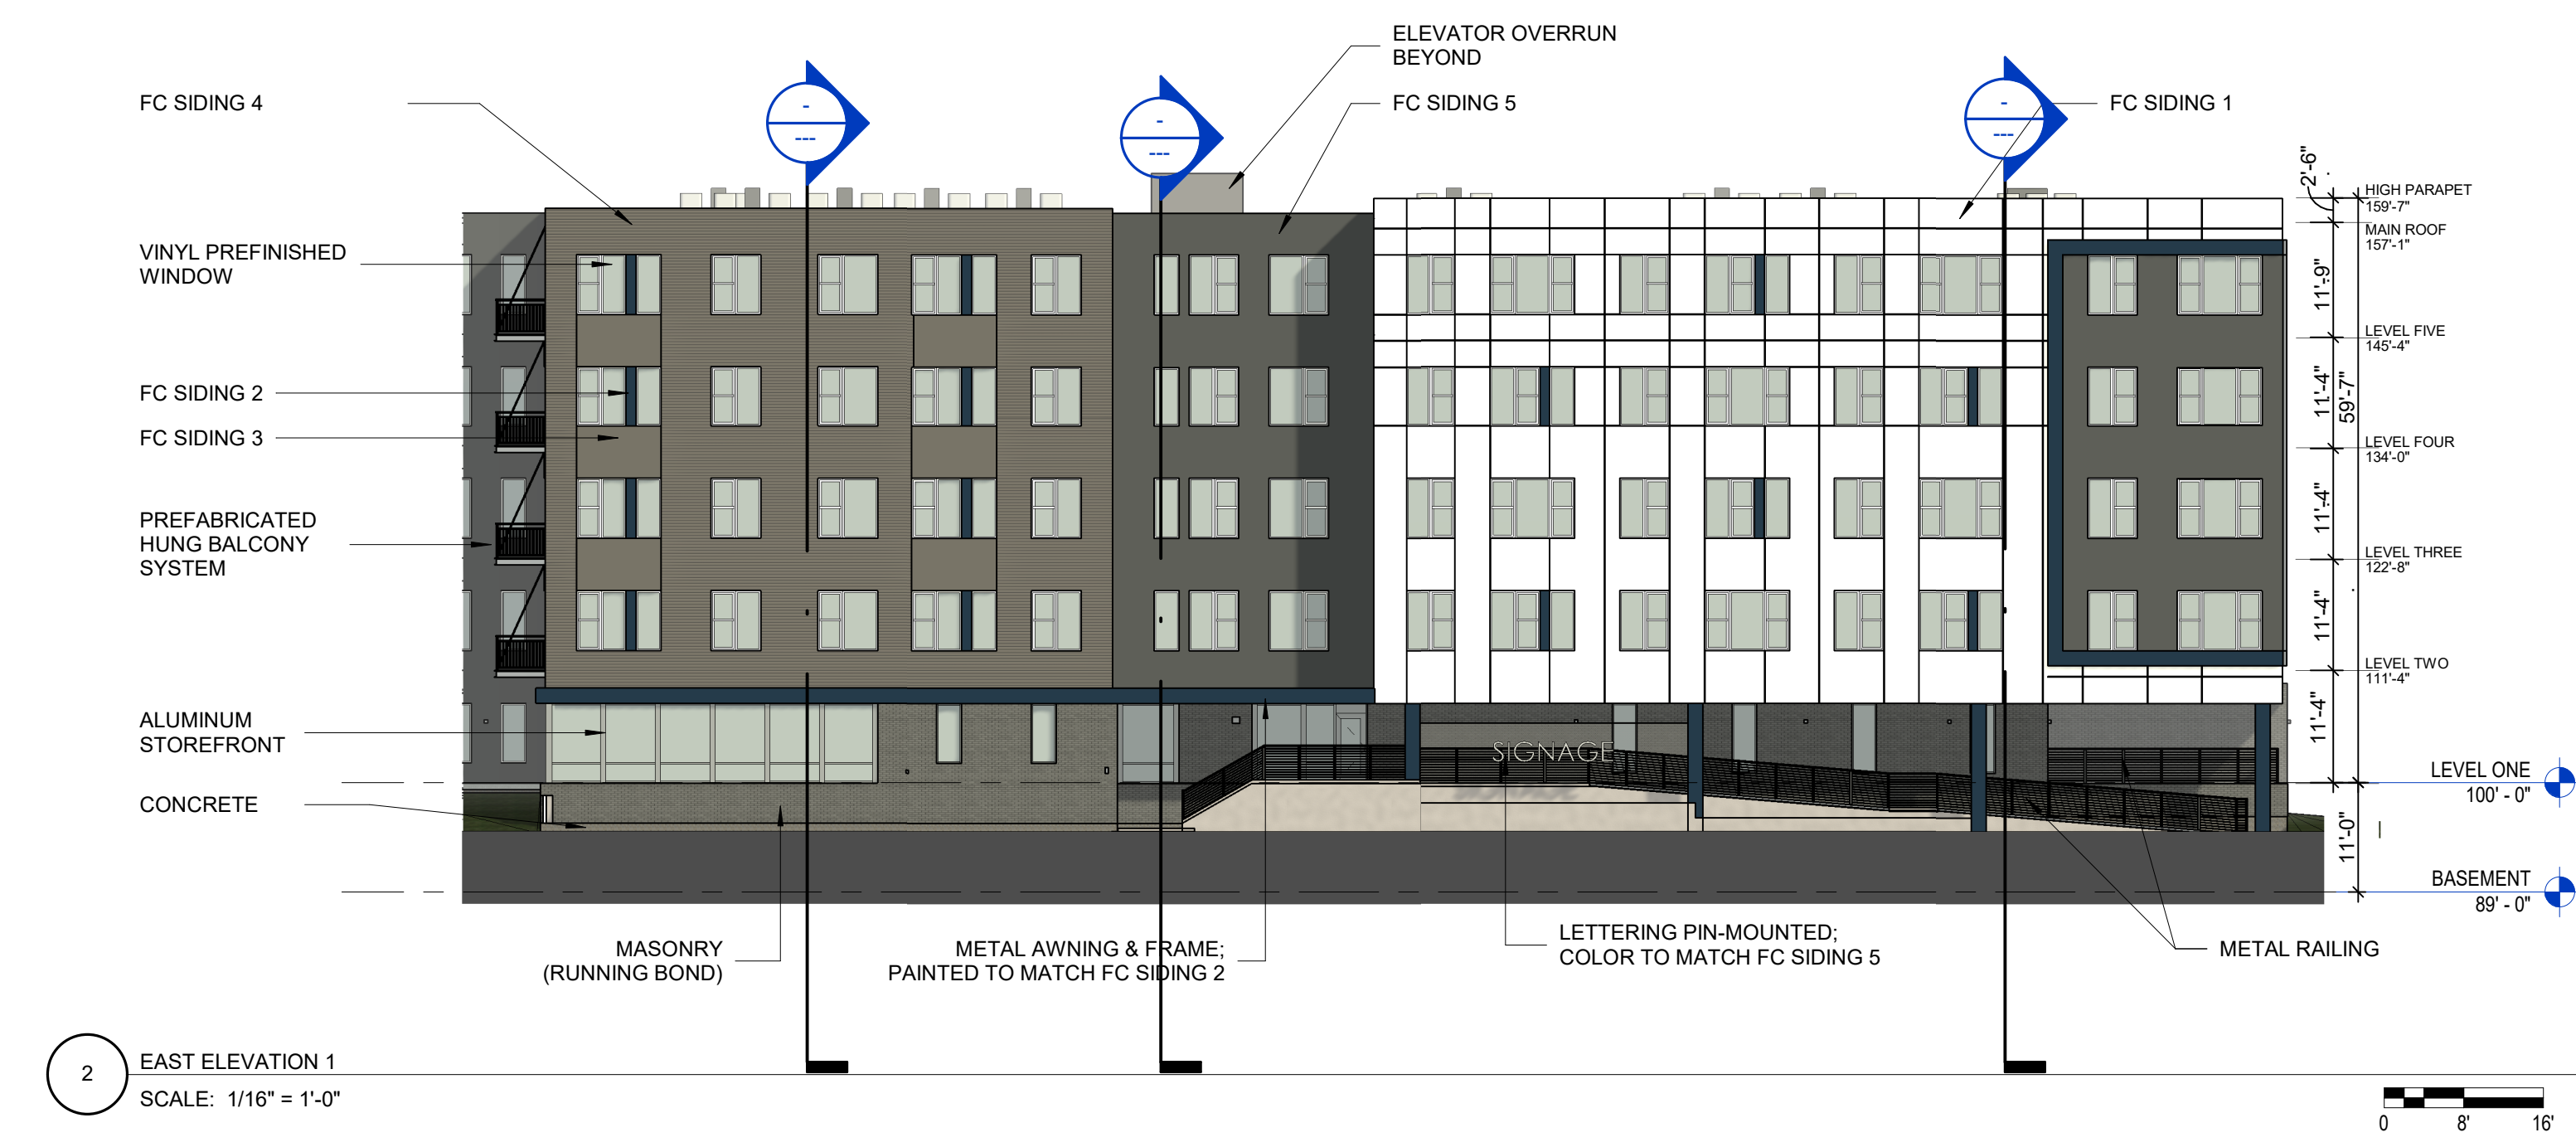 ELEVATOR OVERRUN
BEYOND
FC SIDING 4
FC SIDING 5
FC SIDING 1
-
---
-
---
-
---
VINYL PREFINISHED
WINDOW
FC SIDING 2
FC SIDING 3
PREFABRICATED
HUNG BALCONY
SYSTEM
ALUMINUM
STOREFRONT
CONCRETE
SIGNAGE
2'-6"
HIGH PARAPET
159'-7"
MAIN ROOF
157'-1"
11'-9"
LEVEL FIVE
145'-4"
11'-4"
59'-7"
LEVEL FOUR
134'-0"
11'-4"
LEVEL THREE
122'-8"
11'-4"
LEVEL TWO
111'-4"
11'-4"
LEVEL ONE
100' - 0"
11'-0"
BASEMENT
89' - 0"
MASONRY
(RUNNING BOND)
METAL AWNING & FRAME;
PAINTED TO MATCH FC SIDING 2
LETTERING PIN-MOUNTED;
COLOR TO MATCH FC SIDING 5
METAL RAILING
2
EAST ELEVATION 1
SCALE: 1/16" = 1'-0"
0 8' 16'